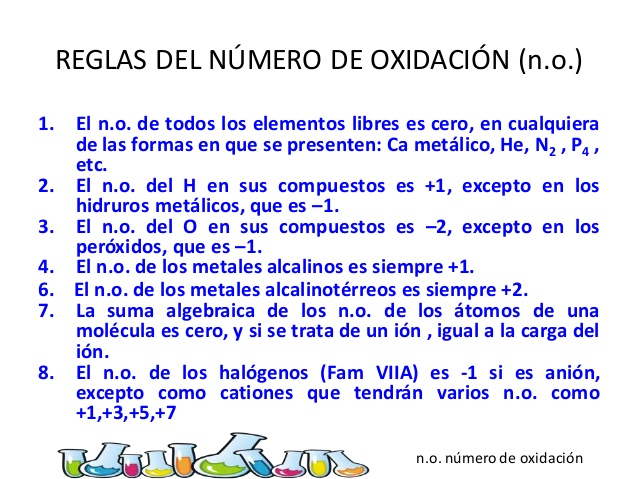 REGLAS DEL NÚMERO DE OXIDACIÓN (n.o.)
1. El n.o. de todos los elementos libres es cero, en cualquiera
de las formas en que se presenten: Ca metálico, He, N₂ , P₄ ,
etc.
2. El n.o. del H en sus compuestos es +1, excepto en los
hidruros metálicos, que es –1.
3. El n.o. del O en sus compuestos es –2, excepto en los
peróxidos, que es –1.
4. El n.o. de los metales alcalinos es siempre +1.
6. El n.o. de los metales alcalinotérreos es siempre +2.
7. La suma algebraica de los n.o. de los átomos de una
molécula es cero, y si se trata de un ión , igual a la carga del
ión.
8. El n.o. de los halógenos (Fam VIIA) es -1 si es anión,
excepto como cationes que tendrán varios n.o. como
+1,+3,+5,+7
n.o. número de oxidación